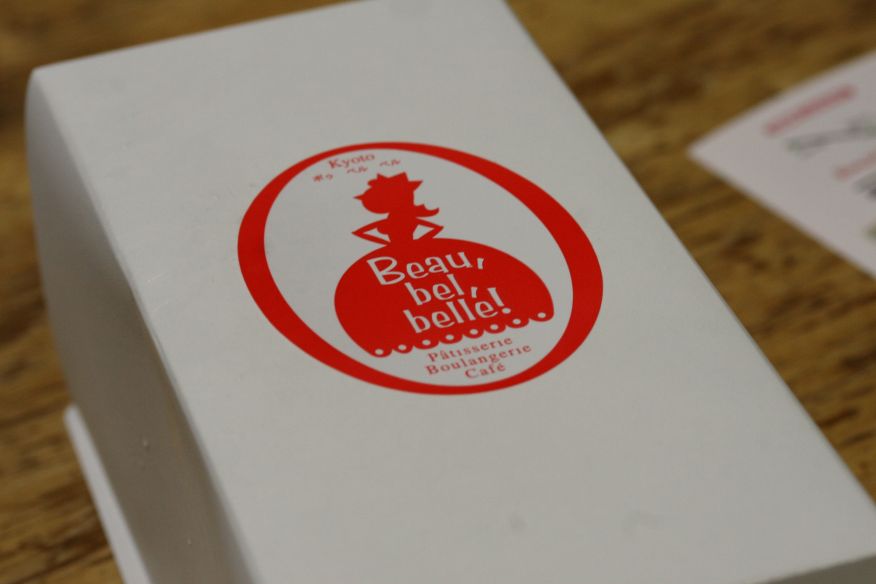 Kyoto
ボゥ ベル ベル
Beau,
bel,
belle!
Pâtisserie
Boulangerie
Café